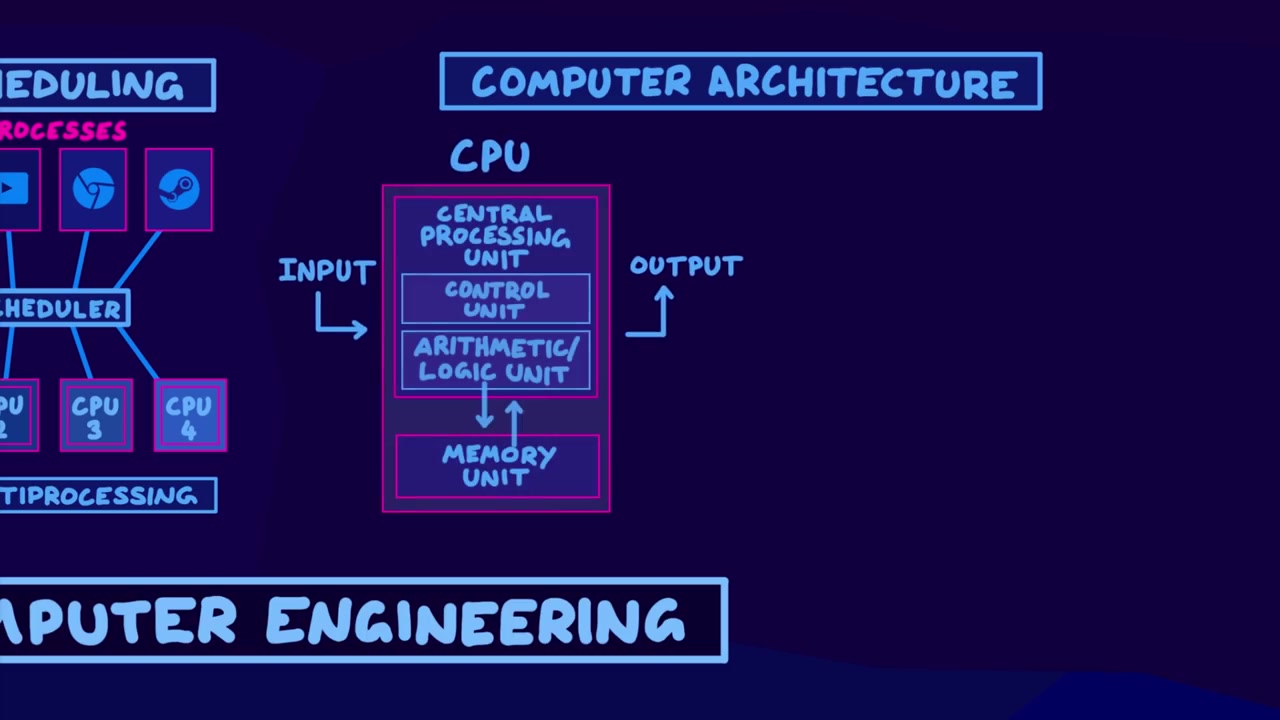 HEDULING
ROCESSES
HEDULER
PU
2
CPU
3
CPU
4
TIPROCESSING
COMPUTER ARCHITECTURE
CPU
INPUT
CENTRAL
PROCESSING
UNIT
CONTROL
UNIT
ARITHMETIC/
LOGIC UNIT
MEMORY
UNIT
OUTPUT
MPUTER ENGINEERING